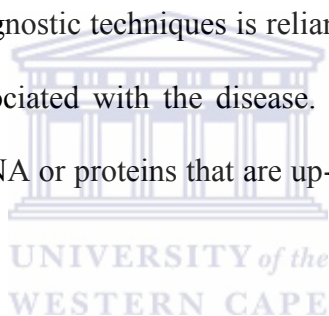 gnostic techniques is relian
ociated with the disease.
NA or proteins that are up-
UNIVERSITY of the
WESTERN CAPE